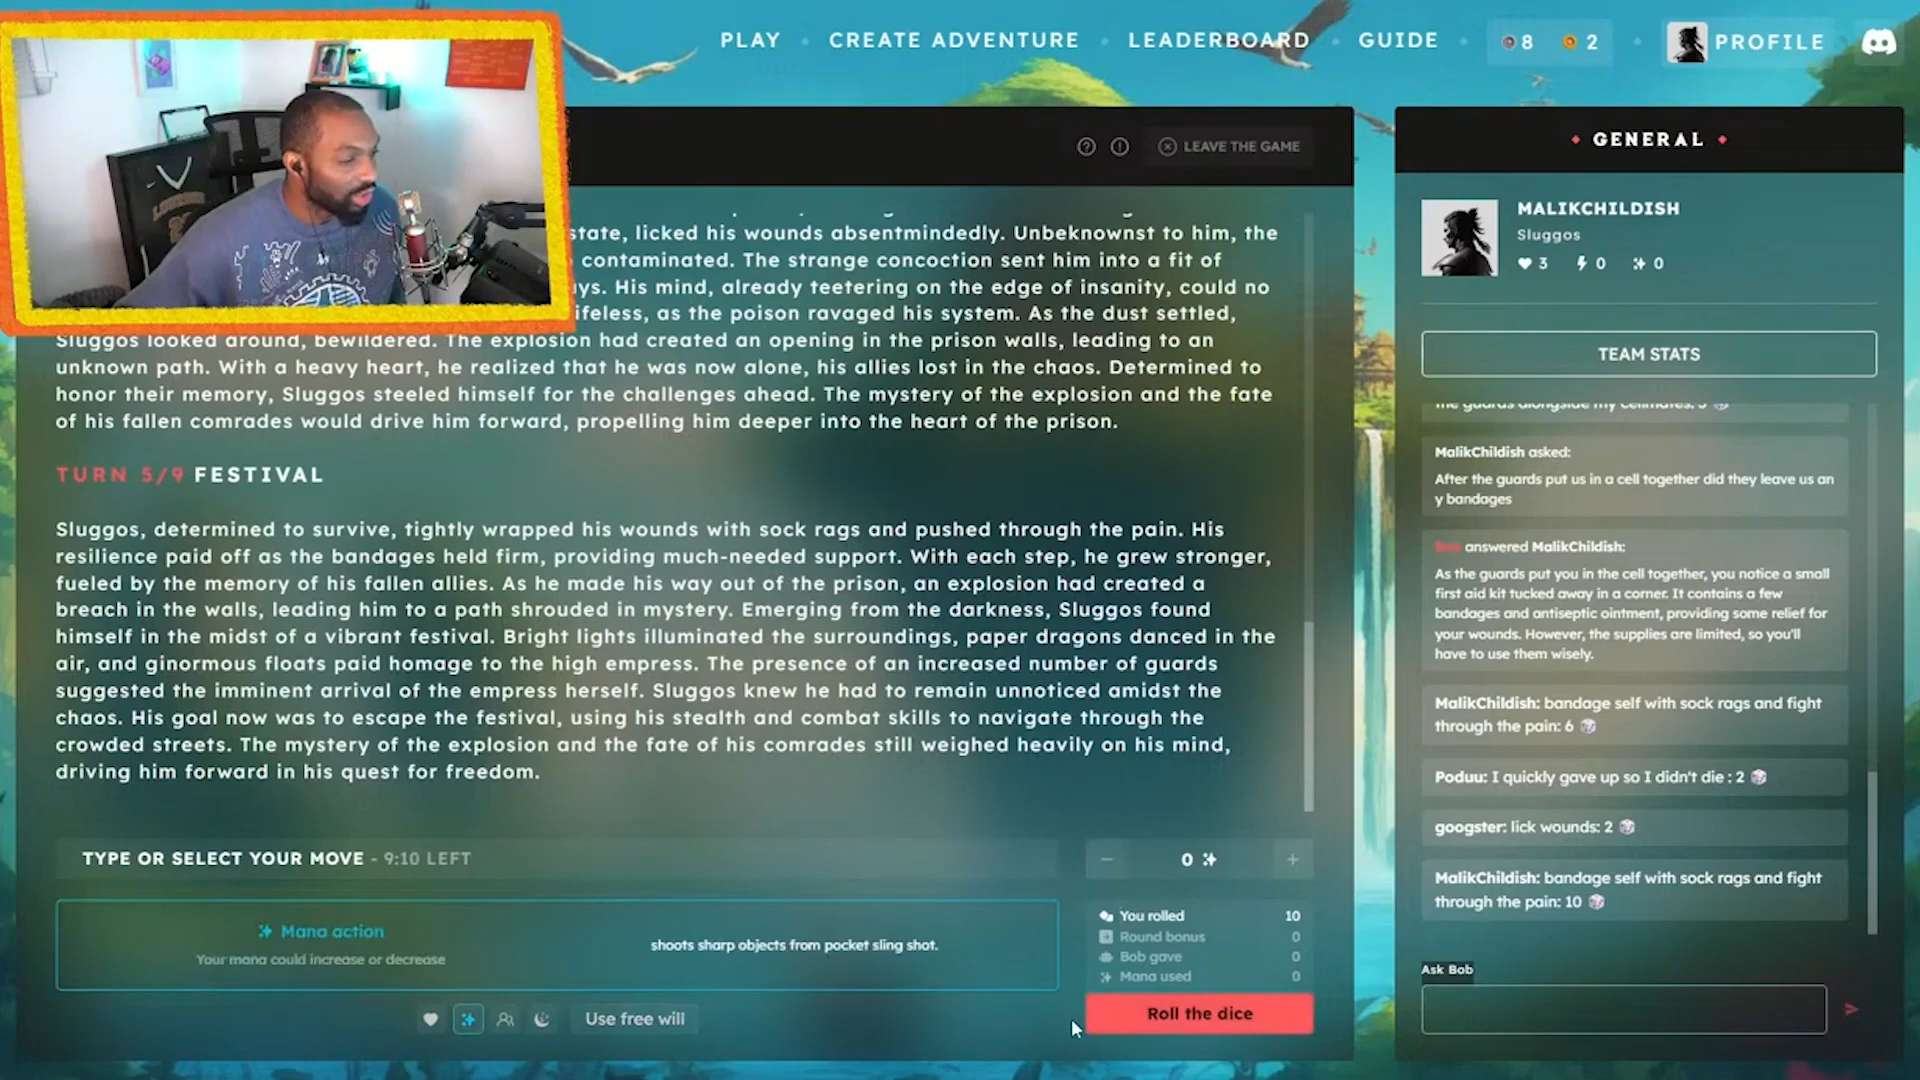 PLAY
CREATE ADVENTURE
LEADERBOARD
GUIDE
8
2
PROFILE
LEAVE THE GAME
state, licked his wounds absentmindedly. Unbeknownst to him, the
contaminated. The strange concoction sent him into a fit of
ys. His mind, already teetering on the edge of insanity, could no
ifeless, as the poison ravaged his system. As the dust settled,
Sluggos looked around, bewildered. The explosion had created an opening in the prison walls, leading to an
unknown path. With a heavy heart, he realized that he was now alone, his allies lost in the chaos. Determined to
honor their memory, Sluggos steeled himself for the challenges ahead. The mystery of the explosion and the fate
of his fallen comrades would drive him forward, propelling him deeper into the heart of the prison.
TURN 5/9 FESTIVAL
Sluggos, determined to survive, tightly wrapped his wounds with sock rags and pushed through the pain. His
resilience paid off as the bandages held firm, providing much-needed support. With each step, he grew stronger,
fueled by the memory of his fallen allies. As he made his way out of the prison, an explosion had created a
breach in the walls, leading him to a path shrouded in mystery. Emerging from the darkness, Sluggos found
himself in the midst of a vibrant festival. Bright lights illuminated the surroundings, paper dragons danced in the
air, and ginormous floats paid homage to the high empress. The presence of an increased number of guards
suggested the imminent arrival of the empress herself. Sluggos knew he had to remain unnoticed amidst the
chaos. His goal now was to escape the festival, using his stealth and combat skills to navigate through the
crowded streets. The mystery of the explosion and the fate of his comrades still weighed heavily on his mind,
driving him forward in his quest for freedom.
TYPE OR SELECT YOUR MOVE - 9:10 LEFT
0
Mana action
Your mana could increase or decrease
shoots sharp objects from pocket sling shot.
You rolled 10
Round bonus 0
Bob gave 0
Mana used 0
Use free will
Roll the dice
GENERAL
MALIKCHILDISH
Sluggos
3 0 0
TEAM STATS
the guards alongside my cellmates: 3
MalikChildish asked:
After the guards put us in a cell together did they leave us an
y bandages
Bob answered MalikChildish:
As the guards put you in the cell together, you notice a small
first aid kit tucked away in a corner. It contains a few
bandages and antiseptic ointment, providing some relief for
your wounds. However, the supplies are limited, so you'll
have to use them wisely.
MalikChildish: bandage self with sock rags and fight
through the pain: 6
Poduu: I quickly gave up so I didn't die : 2
googster: lick wounds: 2
MalikChildish: bandage self with sock rags and fight
through the pain: 10
Ask Bob